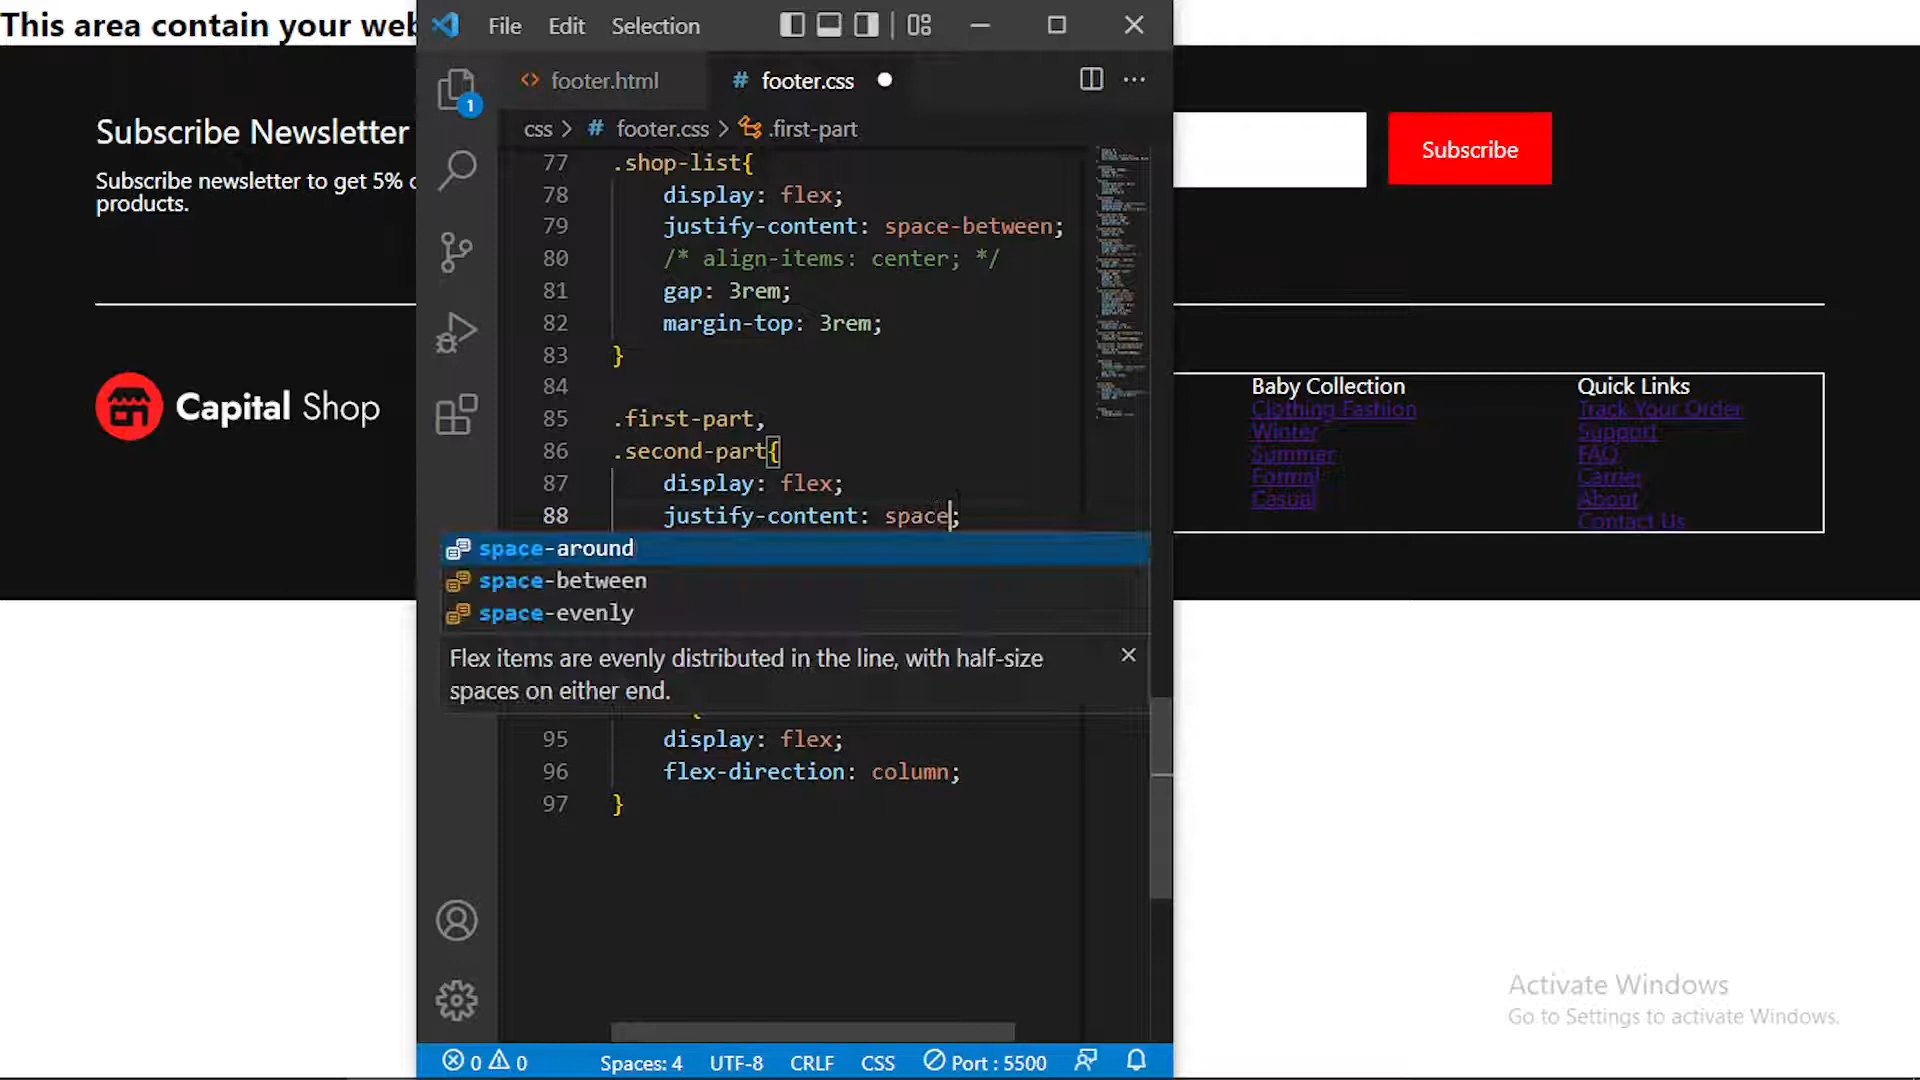 This area contain your web
File Edit Selection
footer.html
# footer.css
1
css > # footer.css > .first-part
Subscribe Newsletter
Subscribe newsletter to get 5%
products.
Subscribe
77 .shop-list{
78 display: flex;
79 justify-content: space-between;
80 /* align-items: center; */
81 gap: 3rem;
82 margin-top: 3rem;
83 }
84
85 .first-part,
86 .second-part{
87 display: flex;
88 justify-content: space;
space-around
space-between
space-evenly
Flex items are evenly distributed in the line, with half-size
spaces on either end.
{
95 display: flex;
96 flex-direction: column;
97 }
Capital Shop
Baby Collection
Clothing Fashion
Winter
Summer
Formal
Casual
Quick Links
Track Your Order
Support
FAQ
Carrier
About
Contact Us
Activate Windows
Go to Settings to activate Windows.
0 0 Spaces: 4 UTF-8 CRLF CSS Port : 5500